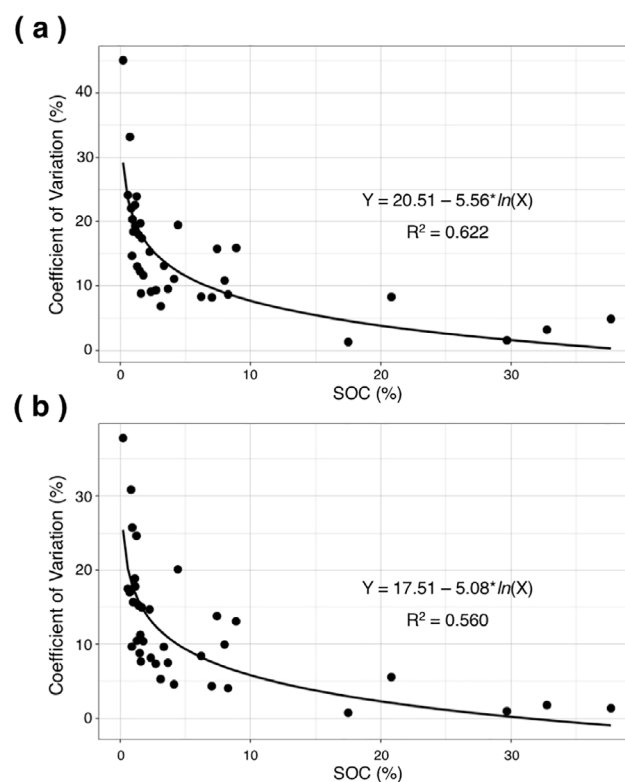 ( a )
Coefficient of Variation (%)
40
30
20
10
0
Y = 20.51 − 5.56*ln(X)
R² = 0.622
0 10 20 30
SOC (%)
( b )
Coefficient of Variation (%)
30
20
10
0
Y = 17.51 − 5.08*ln(X)
R² = 0.560
0 10 20 30
SOC (%)